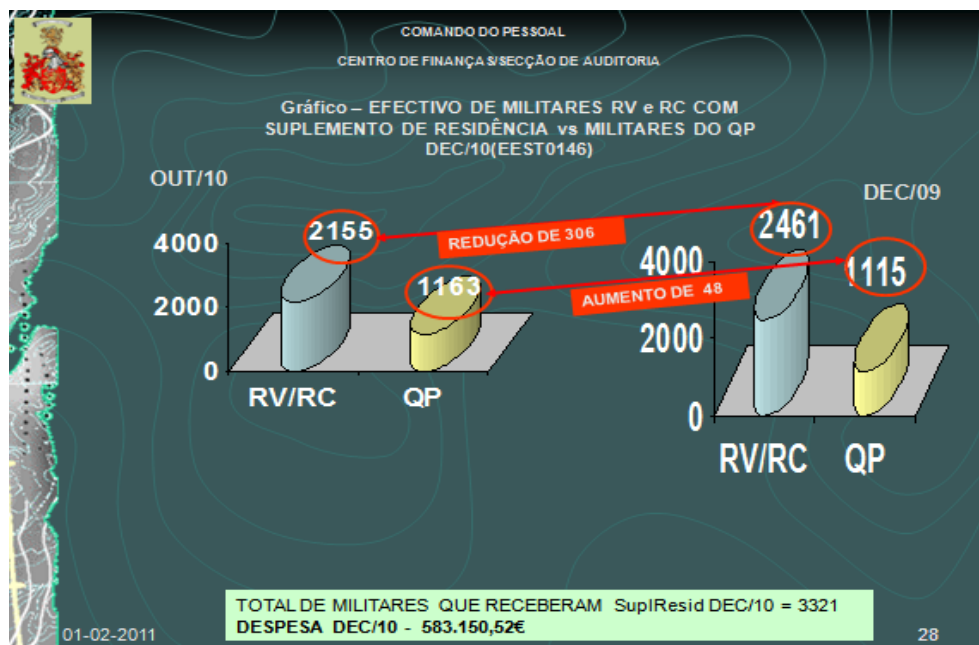 COMANDO DO PESSOAL
CENTRO DE FINANÇAS/SECÇÃO DE AUDITORIA
Gráfico – EFECTIVO DE MILITARES RV e RC COM
SUPLEMENTO DE RESIDÊNCIA vs MILITARES DO QP
DEC/10(EEST0146)
OUT/10
4000
2000
0
2155
1163
RV/RC QP
REDUÇÃO DE 306
AUMENTO DE 48
DEC/09
4000
2000
0
2461
1115
RV/RC QP
TOTAL DE MILITARES QUE RECEBERAM SuplResid DEC/10 = 3321
DESPESA DEC/10 - 583.150,52€
01-02-2011
28